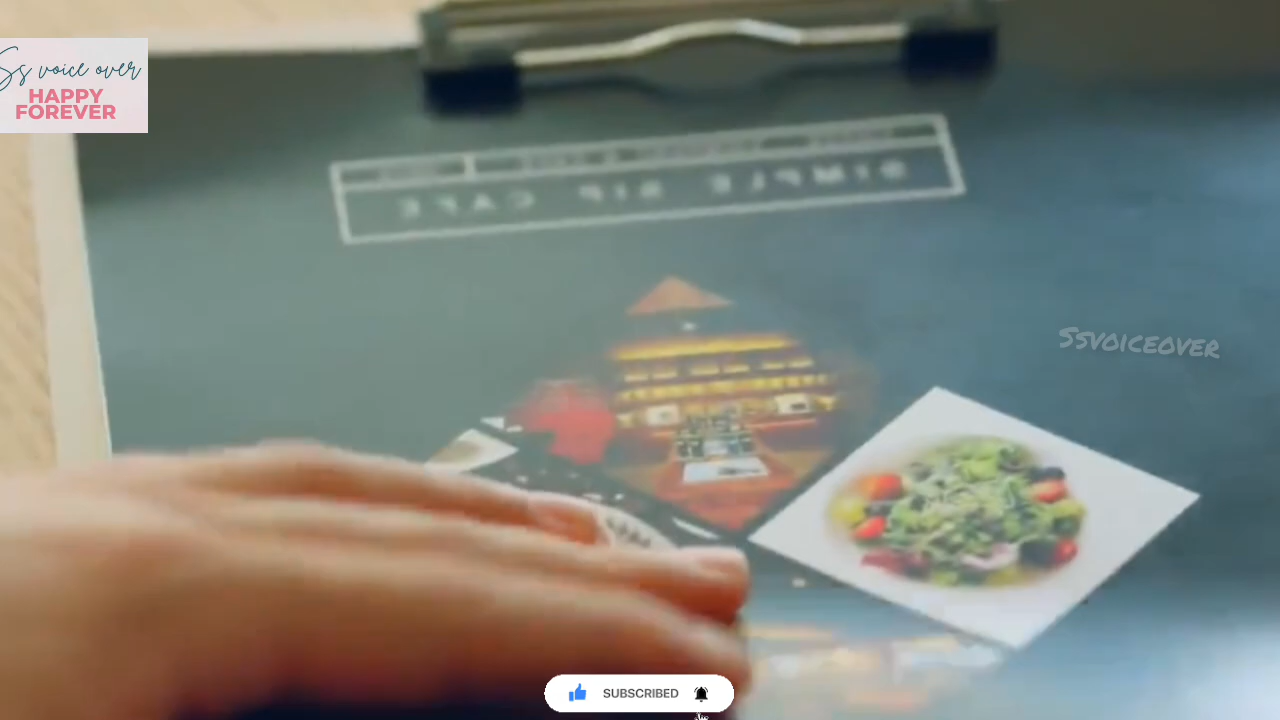 Ss voice over
HAPPY
FOREVER
SIMPLE SIP CAFE
SSVOICEOVER
SUBSCRIBED